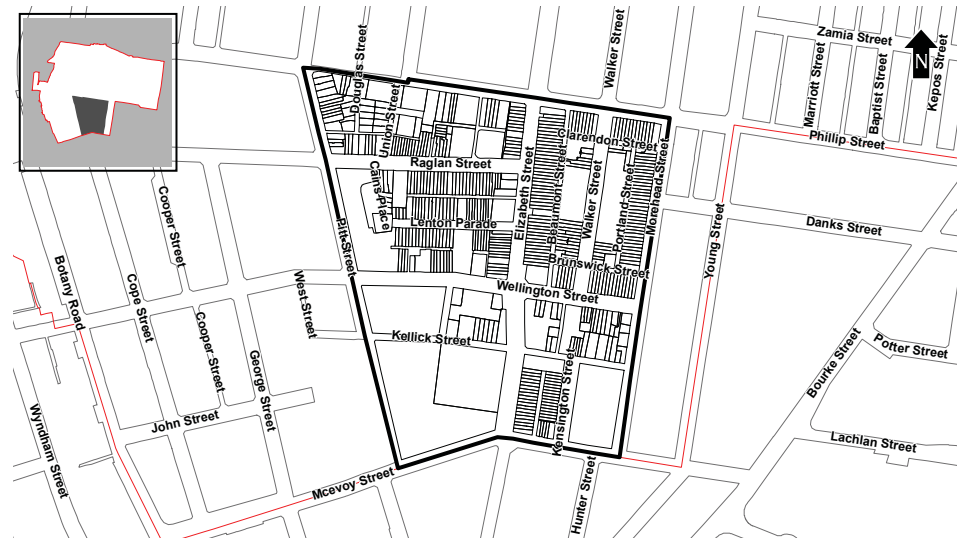 Zamia Street
N
Kepos Street
Baptist Street
Marriott Street
Walker Street
Douglas Street
Union Street
Phillip Street
Clarendon Street
Raglan Street
Morehead Street
Cains Place
Elizabeth Street
Beaumont Street
Walker Street
Portland Street
Cooper Street
Lenton Parade
Young Street
Danks Street
Pitt Street
Brunswick Street
Botany Road
Wellington Street
West Street
Cope Street
Kellick Street
Cooper Street
George Street
Potter Street
Bourke Street
Kensington Street
John Street
Wyndham Street
Lachlan Street
Mcevoy Street
Hunter Street